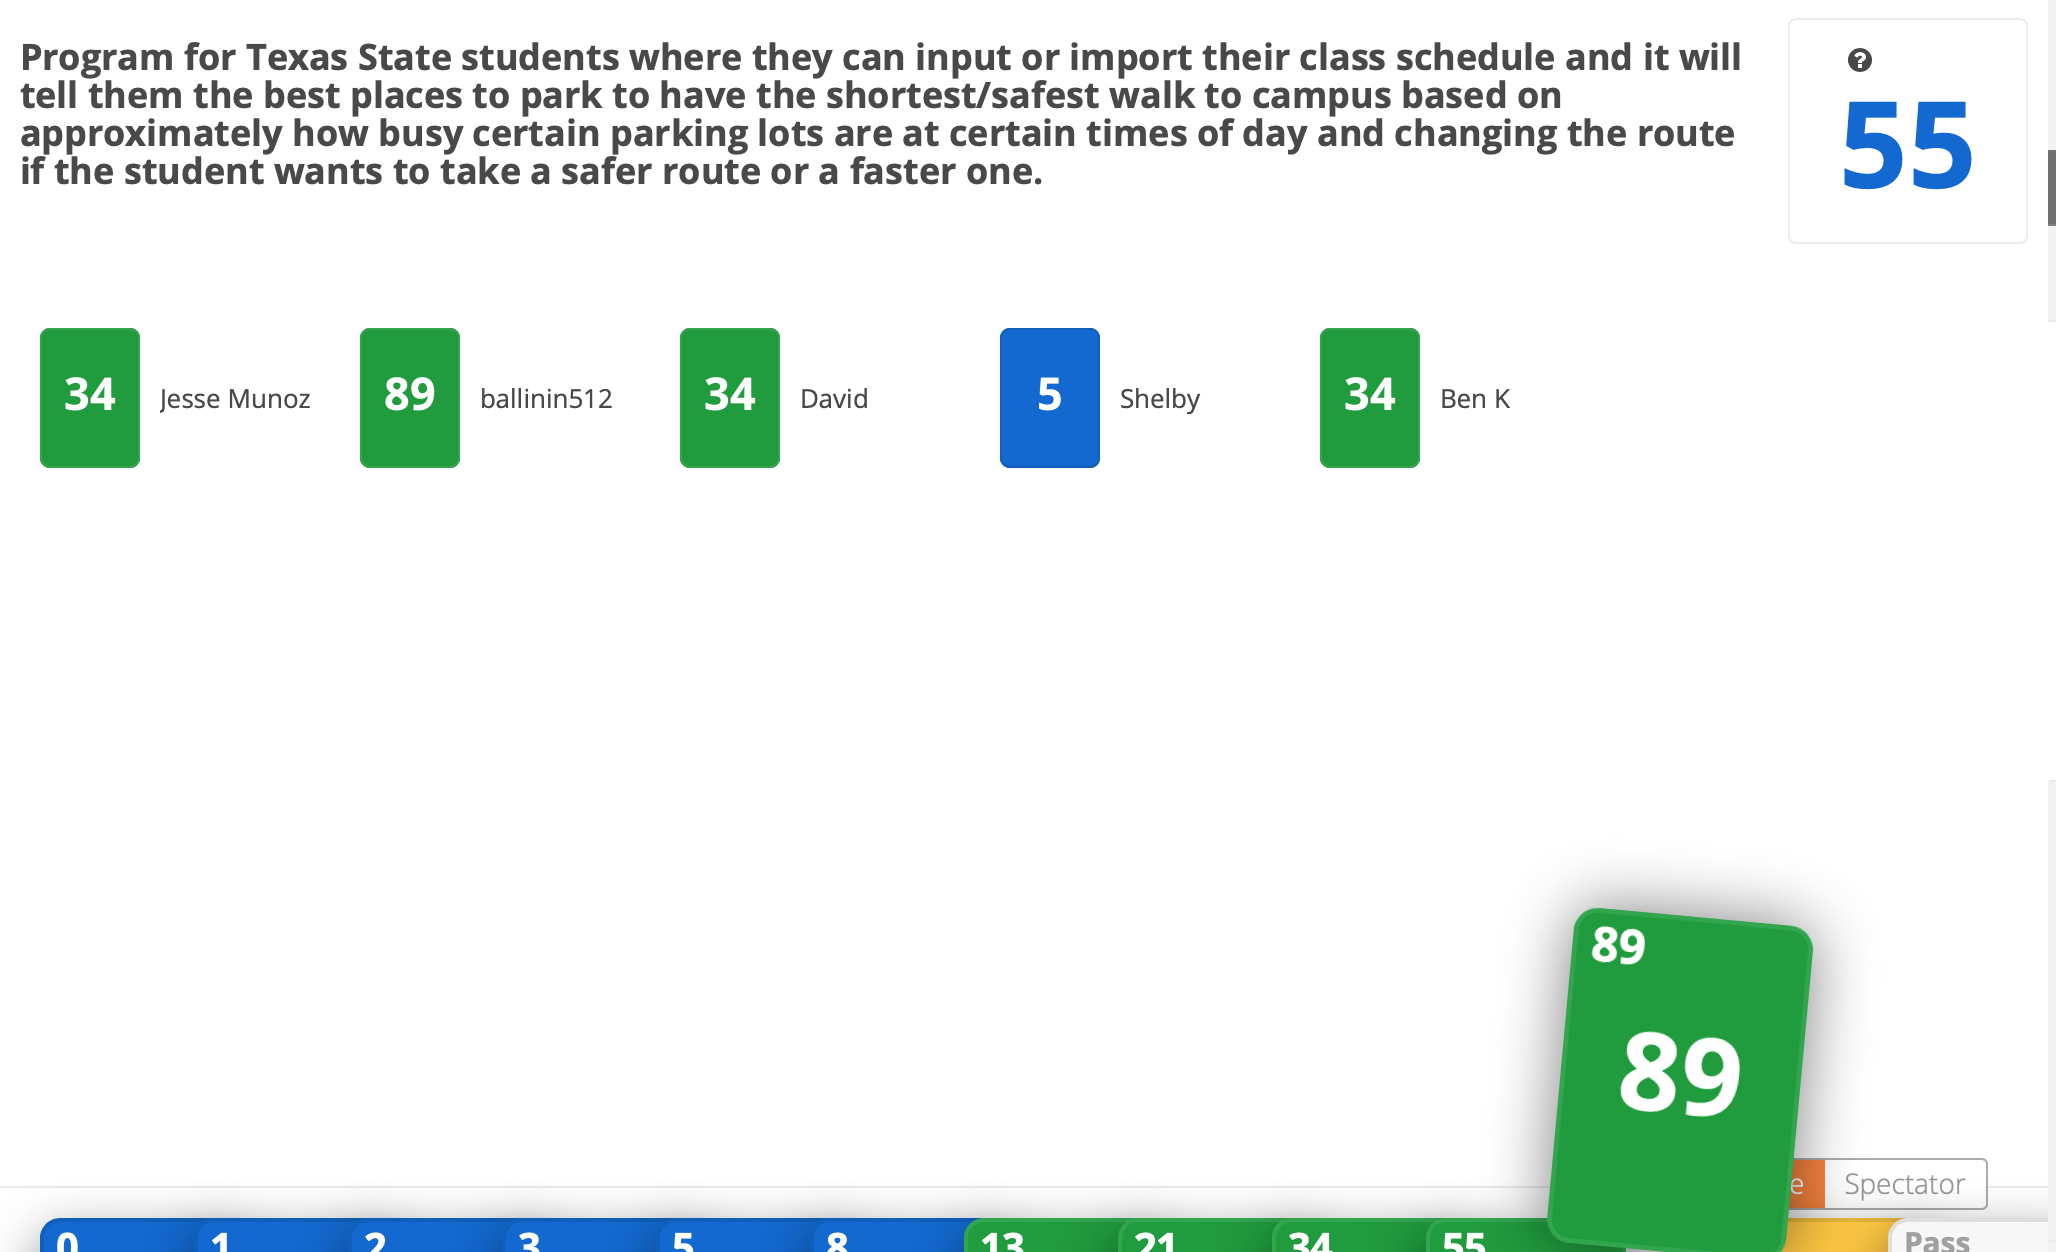 Program for Texas State students where they can input or import their class schedule and it will
tell them the best places to park to have the shortest/safest walk to campus based on
approximately how busy certain parking lots are at certain times of day and changing the route
if the student wants to take a safer route or a faster one.
?
55
34 Jesse Munoz 89 ballinin512 34 David 5 Shelby 34 Ben K
89
89
e Spectator
0 1 2 3 5 8 13 21 34 55 Pass